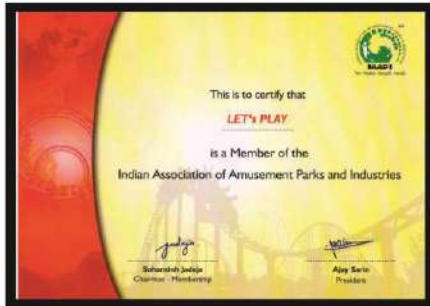 This is to certify that
LET's PLAY
is a Member of the
Indian Association of Amusement Parks and Industries
Sohansinh Jadeja
Chairman - Membership
Ajay Sarin
President